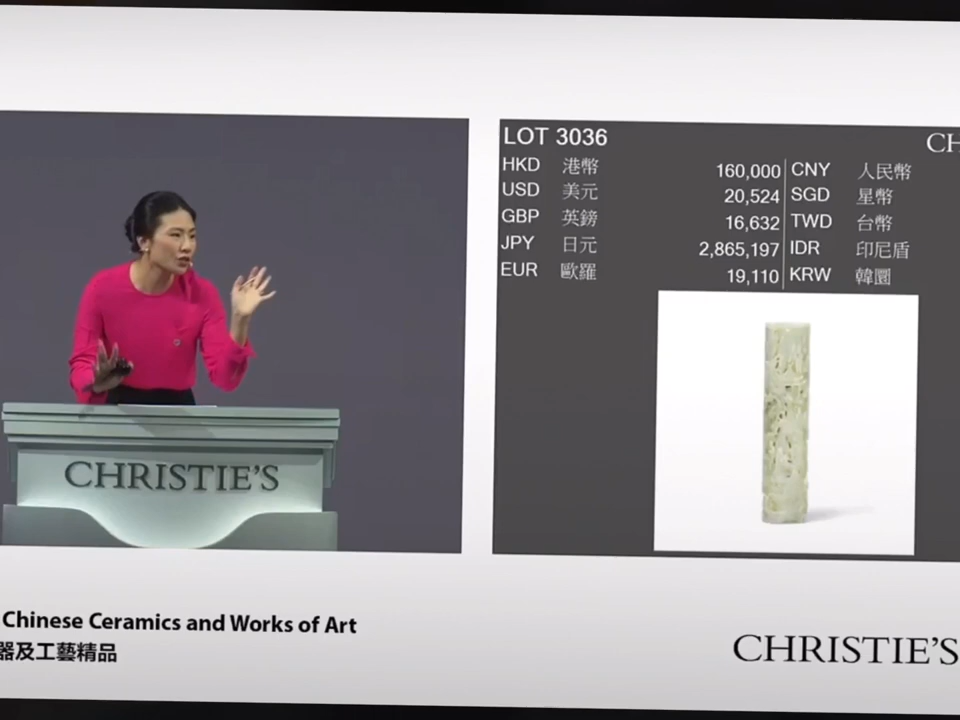 LOT 3036
CH
HKD 港幣 160,000 CNY 人民幣
USD 美元 20,524 SGD 星幣
GBP 英鎊 16,632 TWD 台幣
JPY 日元 2,865,197 IDR 印尼盾
EUR 歐羅 19,110 KRW 韓圜
CHRISTIE'S
Chinese Ceramics and Works of Art
器及工藝精品
CHRISTIE'S